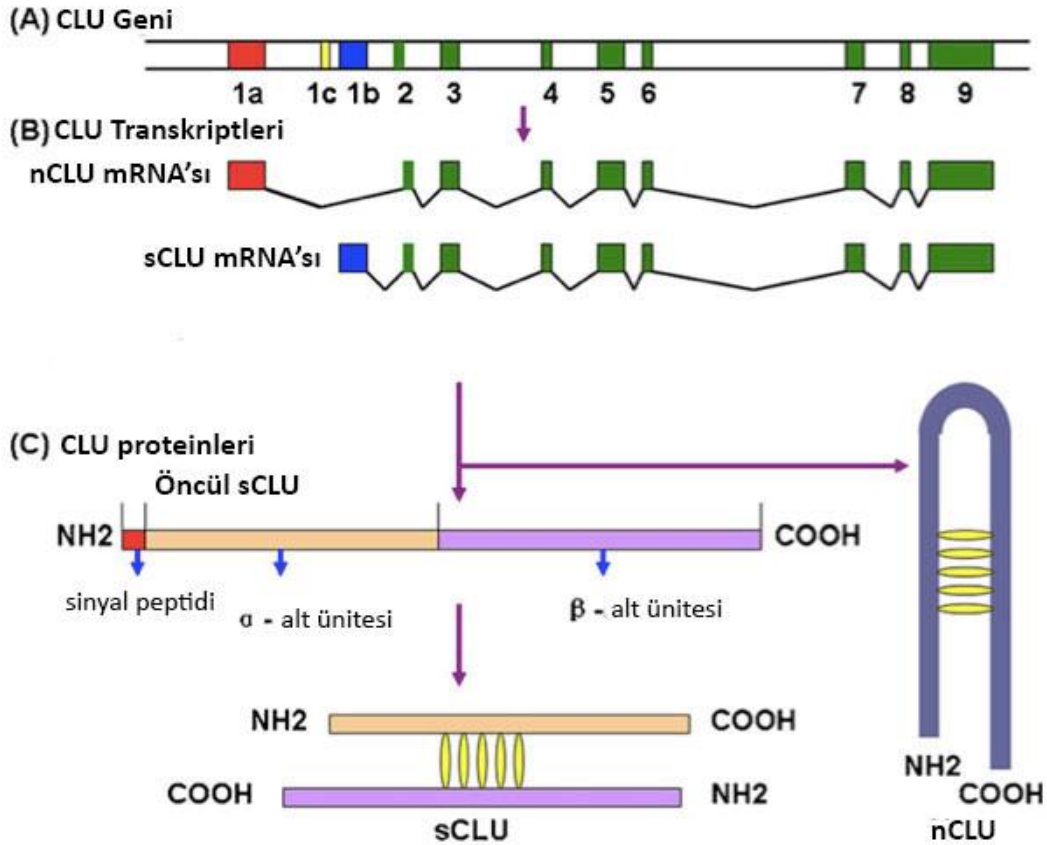 (A) CLU Geni
1a 1c 1b 2 3 4 5 6 7 8 9
(B) CLU Transkriptleri
nCLU mRNA’sı
sCLU mRNA’sı
(C) CLU proteinleri
Öncül sCLU
NH2 COOH
sinyal peptidi
α - alt ünitesi
β - alt ünitesi
NH2 COOH
COOH NH2
sCLU
NH2
COOH
nCLU